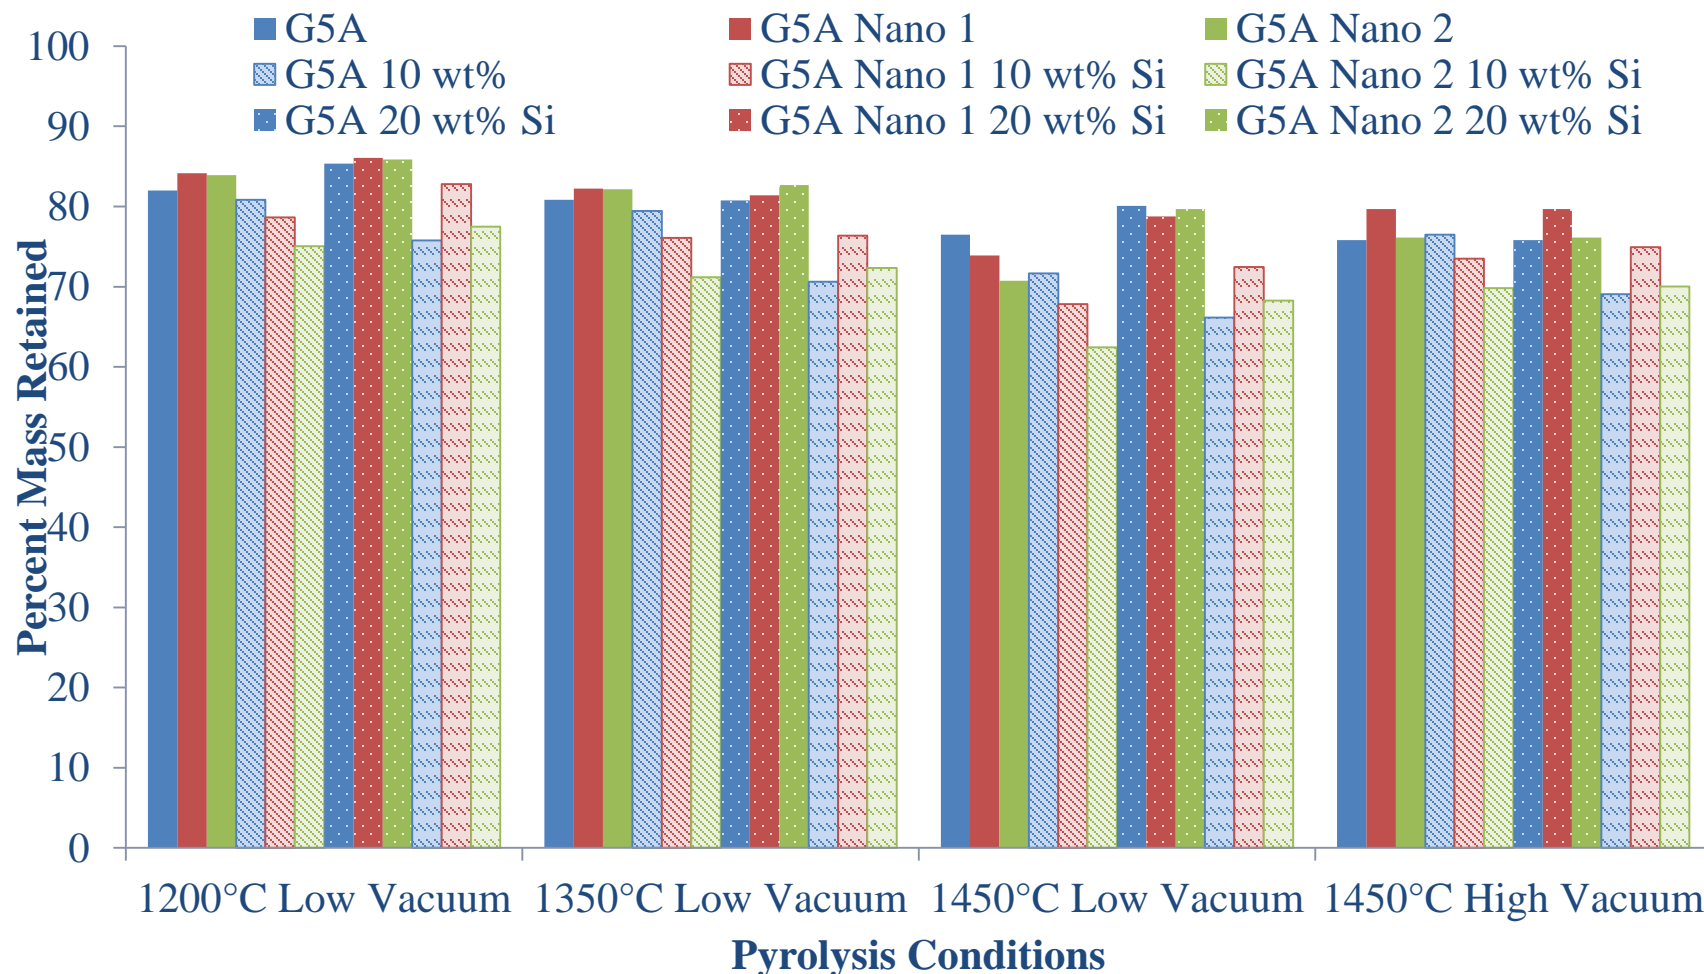 G5A G5A Nano 1 G5A Nano 2
G5A 10 wt% G5A Nano 1 10 wt% Si G5A Nano 2 10 wt% Si
G5A 20 wt% Si G5A Nano 1 20 wt% Si G5A Nano 2 20 wt% Si
100
90
80
70
60
50
40
30
20
10
0
Percent Mass Retained
1200°C Low Vacuum 1350°C Low Vacuum 1450°C Low Vacuum 1450°C High Vacuum
Pyrolysis Conditions